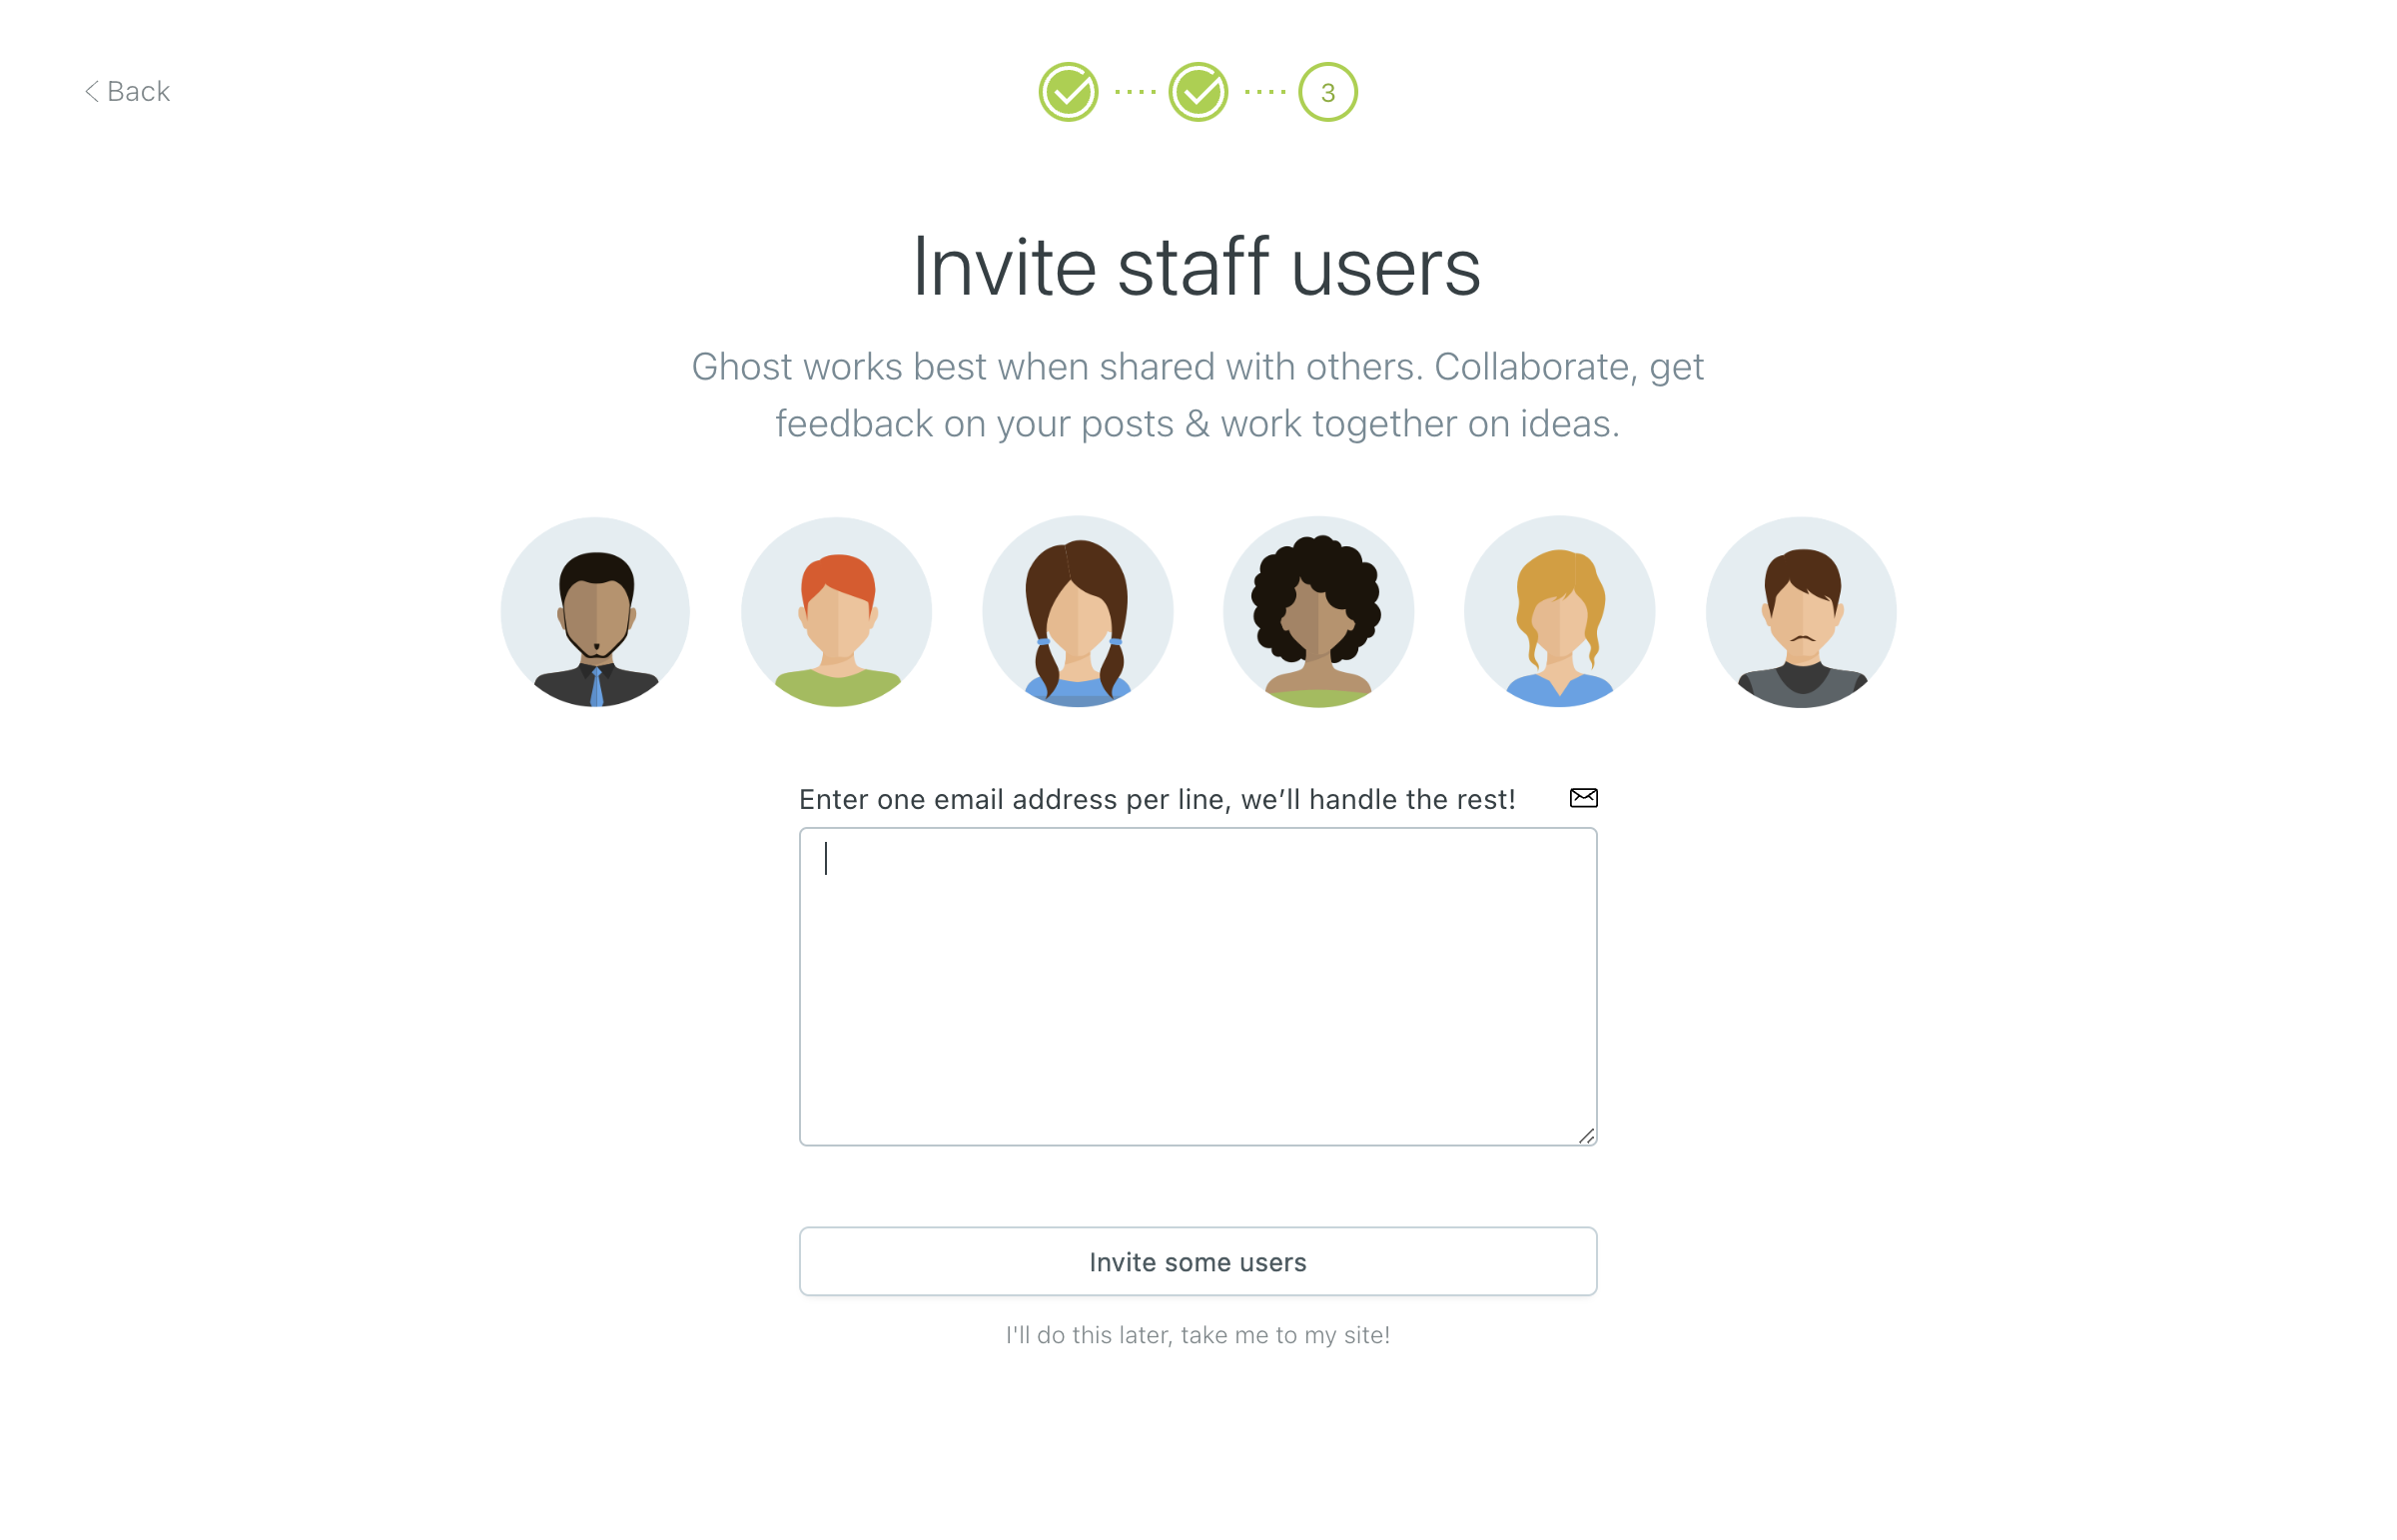 Back
3
Invite staff users
Ghost works best when shared with others. Collaborate, get
feedback on your posts & work together on ideas.
Enter one email address per line, we’ll handle the rest!
Invite some users
I'll do this later, take me to my site!